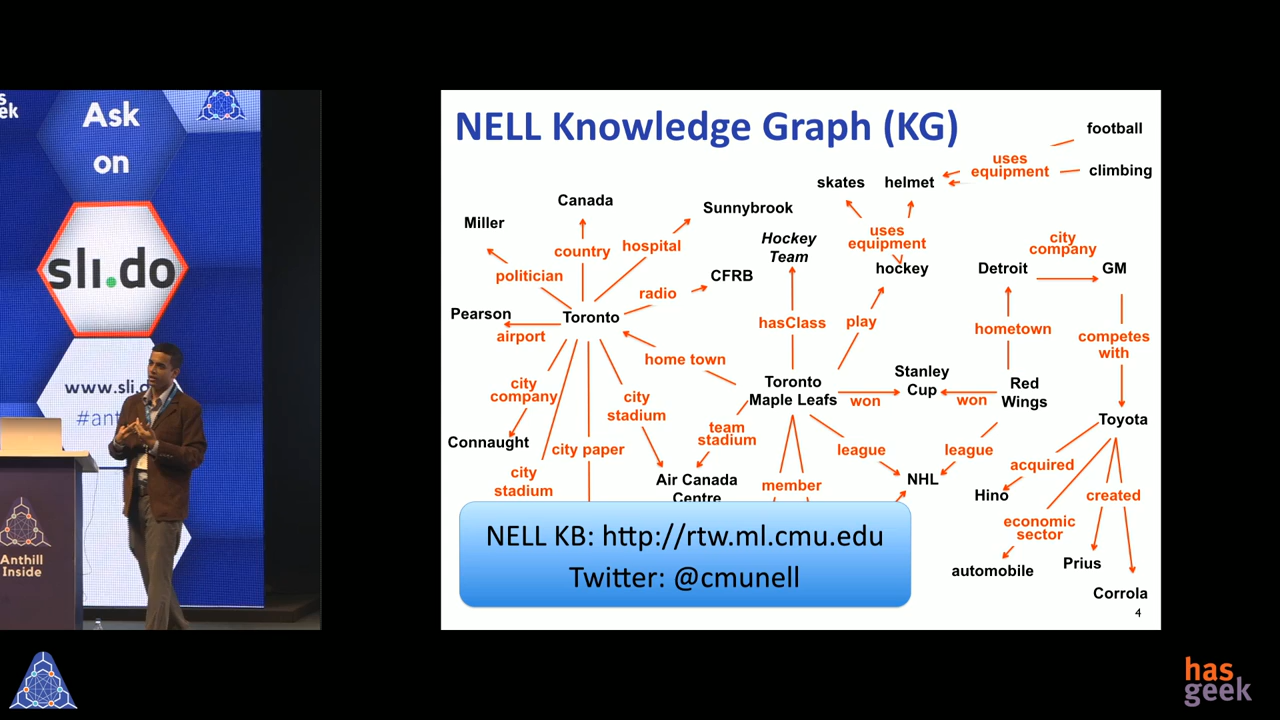 s
ek
Ask
on
sli.do
www.sli.
#ant
Anthill
Inside
NELL Knowledge Graph (KG)
football
uses
equipment
climbing
skates
helmet
Canada
Sunnybrook
Miller
uses
equipment
Hockey
Team
country
hospital
city
company
politician
CFRB
hockey
Detroit
GM
radio
Pearson
Toronto
hasClass
play
hometown
airport
competes
with
home town
Stanley
Cup
Toronto
Maple Leafs
won
won
Red
Wings
city
company
city
stadium
Toyota
team
stadium
Connaught
city paper
league
league
acquired
city
stadium
Air Canada
Centre
member
NHL
Hino
created
economic
sector
NELL KB: http://rtw.ml.cmu.edu
Twitter: @cmunell
automobile
Prius
Corrola
4
has
geek